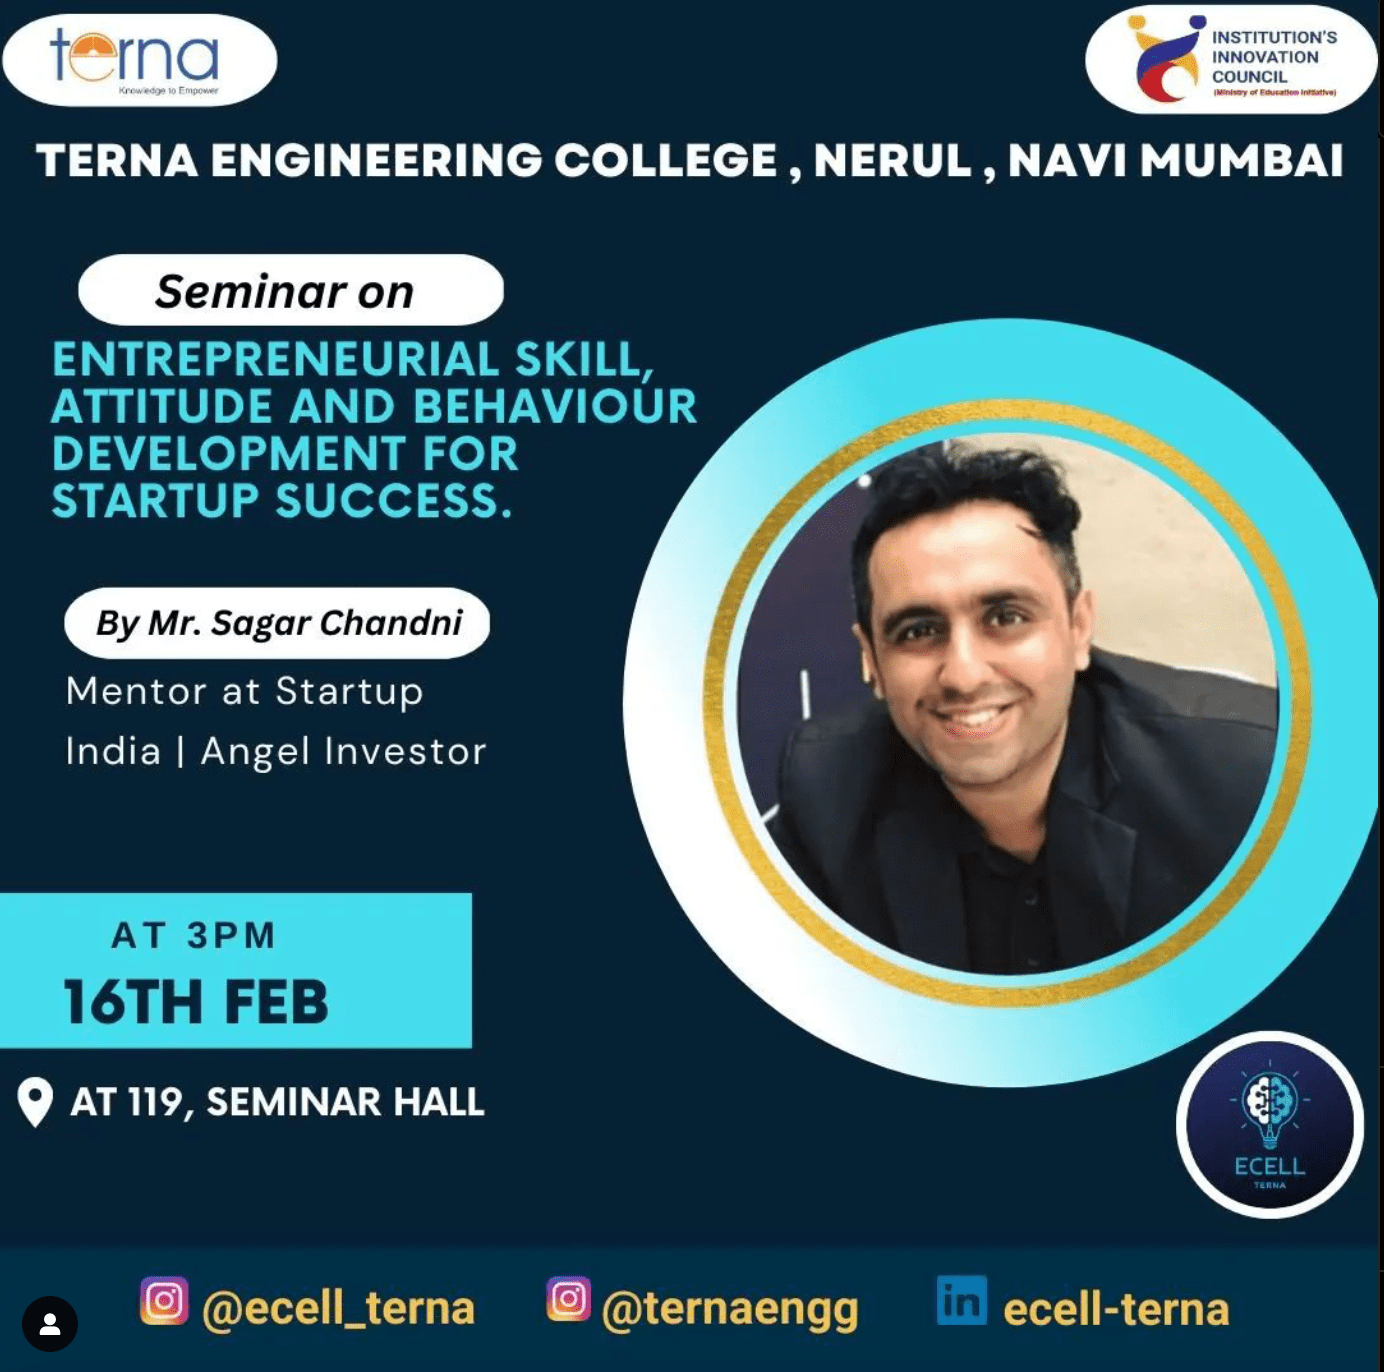 terna
Knowledge to Empower
INSTITUTION'S
INNOVATION
COUNCIL
(Ministry of Education Initiative)
TERNA ENGINEERING COLLEGE , NERUL , NAVI MUMBAI
Seminar on
ENTREPRENEURIAL SKILL,
ATTITUDE AND BEHAVIOUR
DEVELOPMENT FOR
STARTUP SUCCESS.
By Mr. Sagar Chandni
Mentor at Startup
India | Angel Investor
AT 3PM
16TH FEB
AT 119, SEMINAR HALL
ECELL
TERNA
@ecell_terna
@ternaengg
in ecell-terna